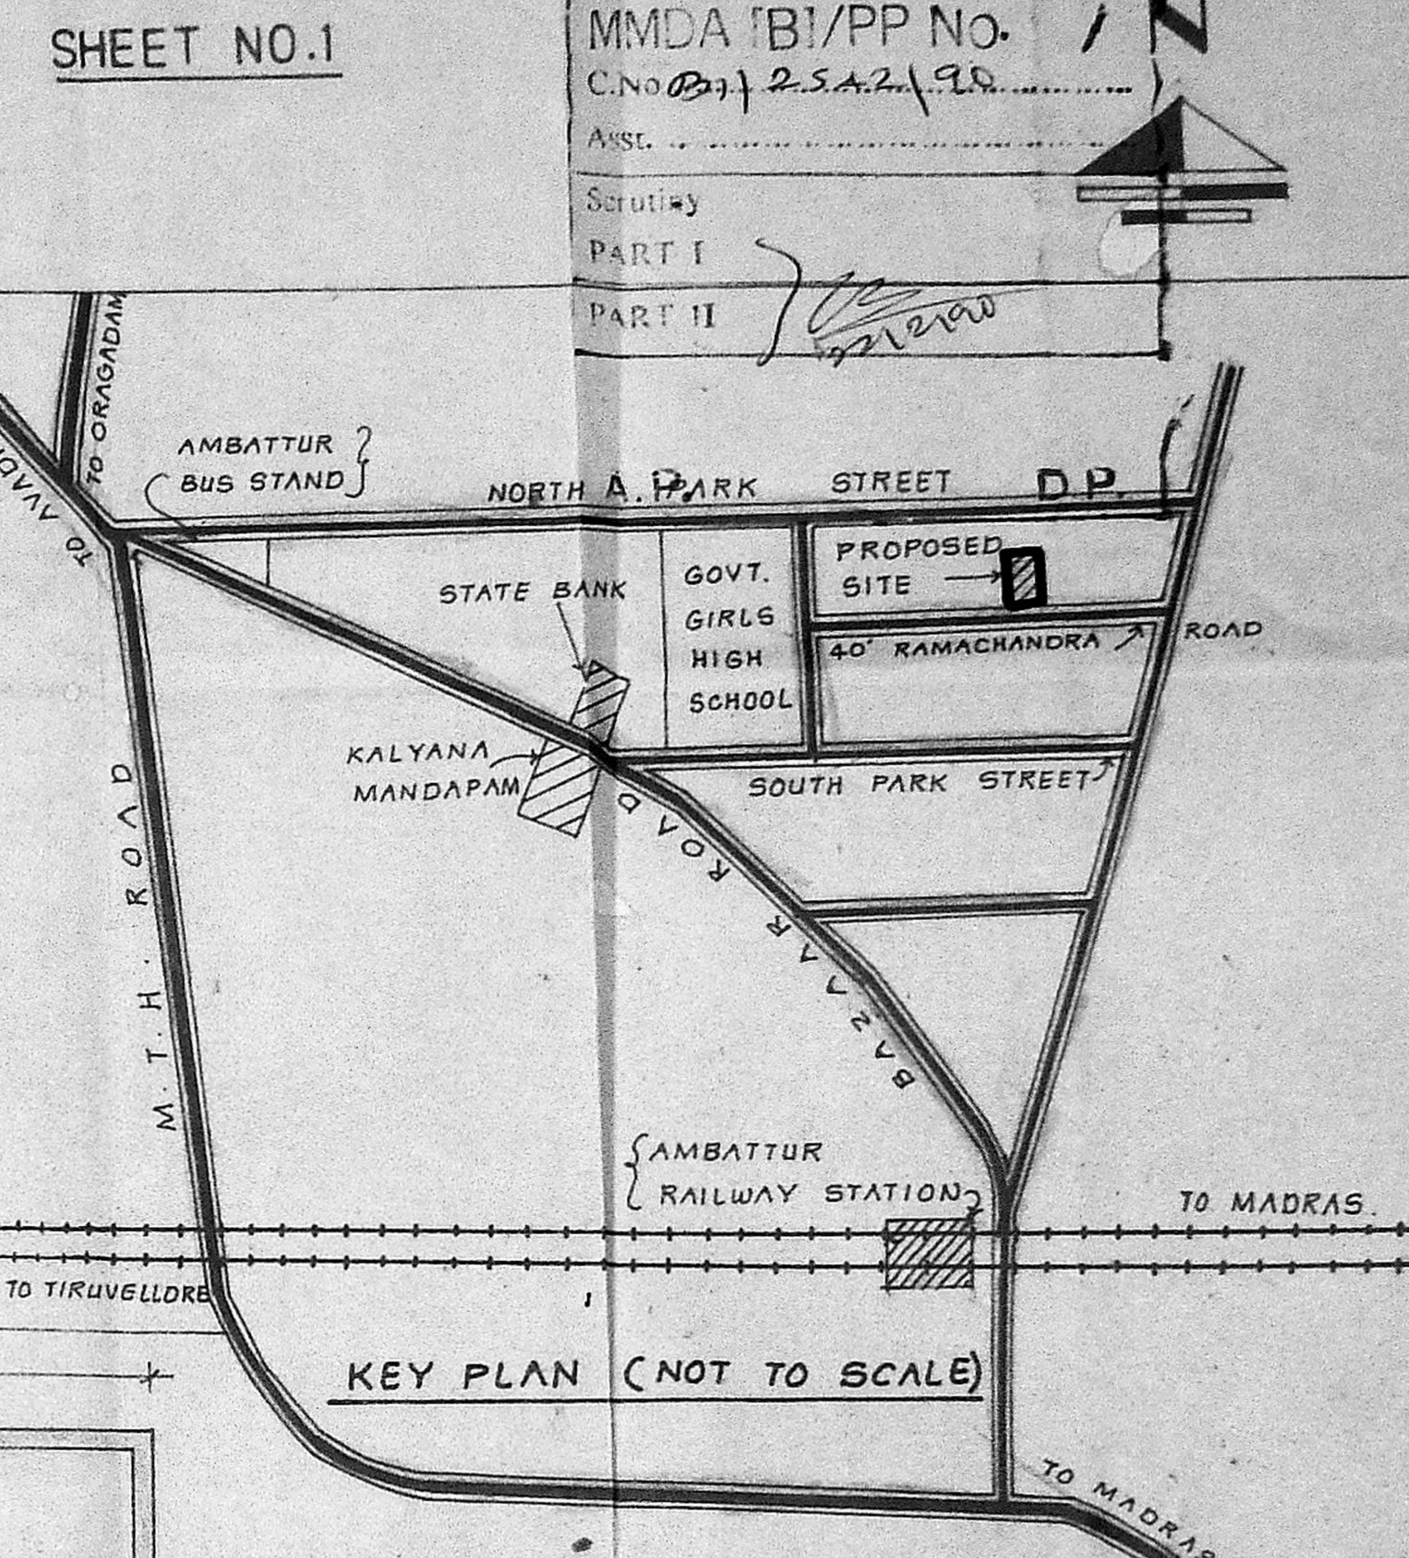 SHEET NO.1
MMDA [B]/PP No.
C.No 2542/90
Asst.
Scrutiny
PART I
PART II
N
TO ORAGADAM
TO AVADI
AMBATTUR
BUS STAND
NORTH PARK STREET
A.P.
D.P.
STATE BANK
GOVT.
GIRLS
HIGH
SCHOOL
PROPOSED
SITE
40' RAMACHANDRA ROAD
KALYANA
MANDAPAM
SOUTH PARK STREET
BAZAAR ROAD
M.T.H. ROAD
AMBATTUR
RAILWAY STATION
TO MADRAS.
TO TIRUVELLORE
KEY PLAN (NOT TO SCALE)
TO MADRAS